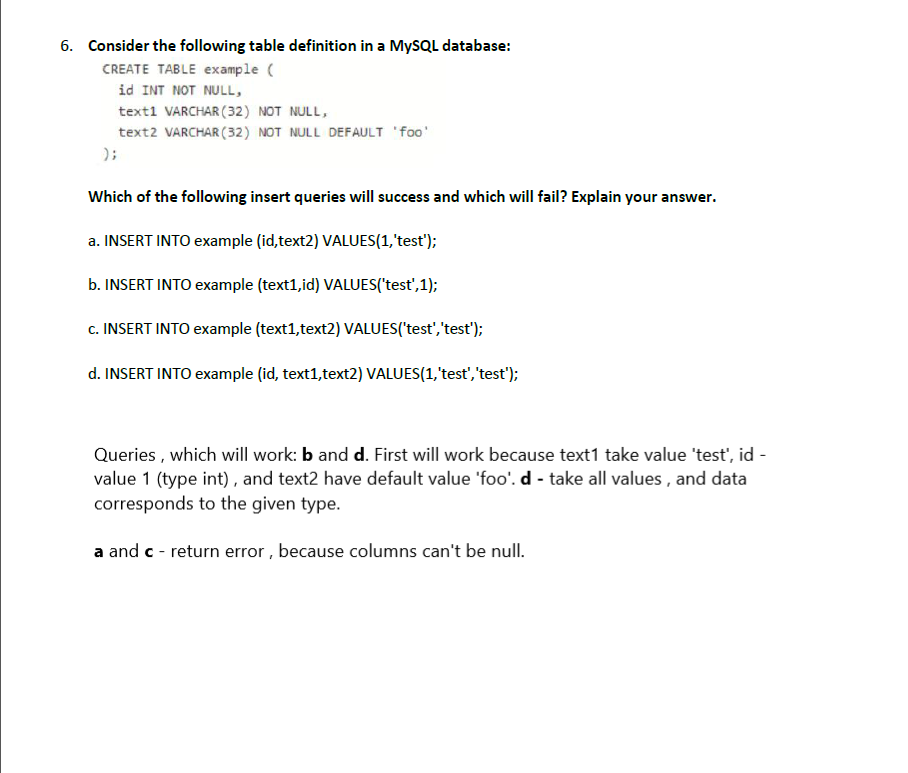 6. Consider the following table definition in a MySQL database:
CREATE TABLE example (
id INT NOT NULL,
text1 VARCHAR(32) NOT NULL,
text2 VARCHAR(32) NOT NULL DEFAULT 'foo'
);
Which of the following insert queries will success and which will fail? Explain your answer.
a. INSERT INTO example (id,text2) VALUES(1,'test');
b. INSERT INTO example (text1,id) VALUES('test',1);
c. INSERT INTO example (text1,text2) VALUES('test','test');
d. INSERT INTO example (id, text1,text2) VALUES(1,'test','test');
Queries , which will work: b and d. First will work because text1 take value 'test', id -
value 1 (type int) , and text2 have default value 'foo'. d - take all values , and data
corresponds to the given type.
a and c - return error , because columns can't be null.